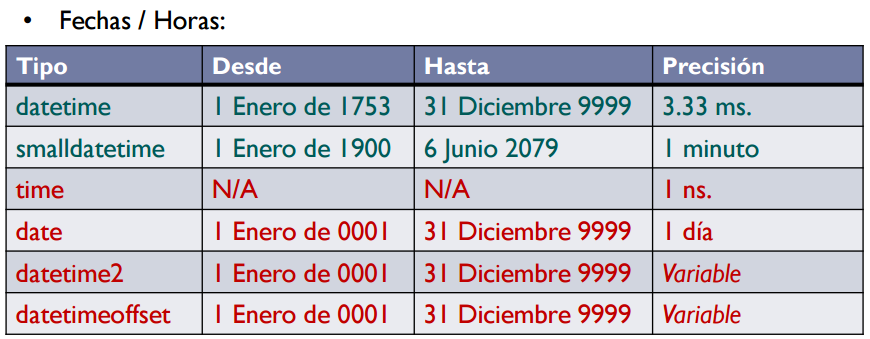 • Fechas / Horas:
Tipo Desde Hasta Precisión
datetime 1 Enero de 1753 31 Diciembre 9999 3.33 ms.
smalldatetime 1 Enero de 1900 6 Junio 2079 1 minuto
time N/A N/A 1 ns.
date 1 Enero de 0001 31 Diciembre 9999 1 día
datetime2 1 Enero de 0001 31 Diciembre 9999 Variable
datetimeoffset 1 Enero de 0001 31 Diciembre 9999 Variable